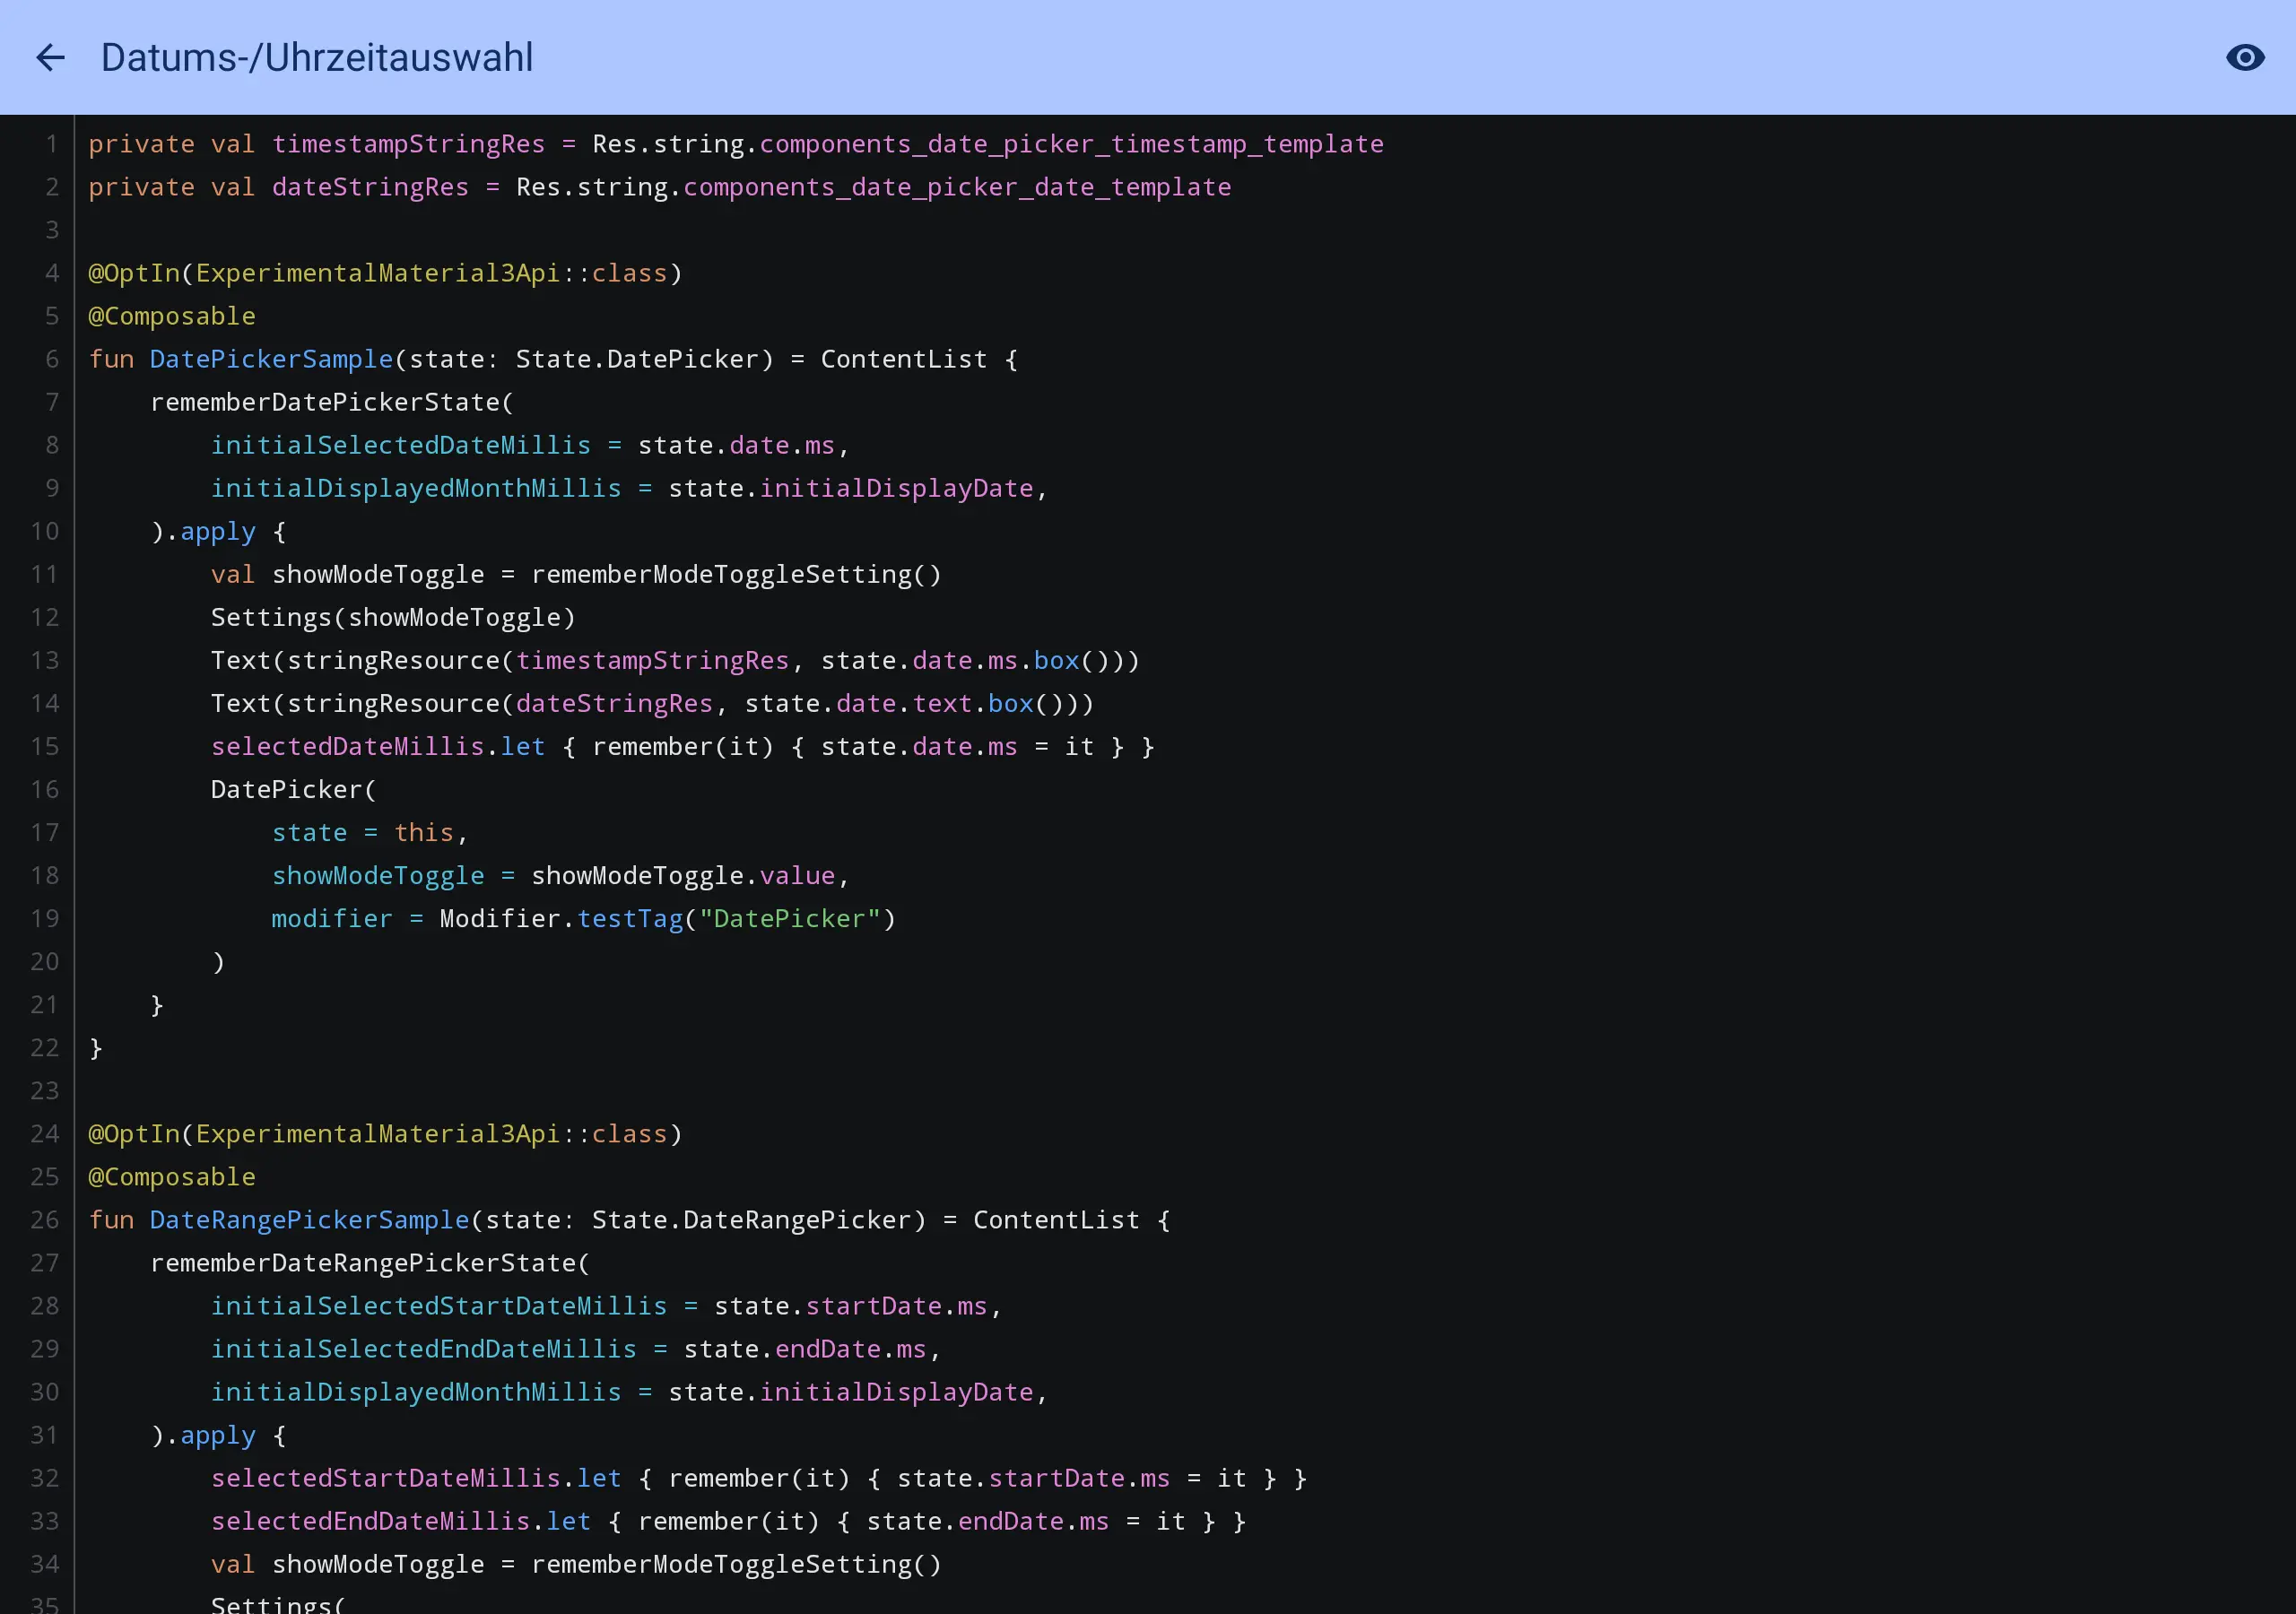 Datums-/Uhrzeitauswahl
1 private val timestampStringRes = Res.string.components_date_picker_timestamp_template
2 private val dateStringRes = Res.string.components_date_picker_date_template
3
4 @OptIn(ExperimentalMaterial3Api::class)
5 @Composable
6 fun DatePickerSample(state: State.DatePicker) = ContentList {
7     rememberDatePickerState(
8         initialSelectedDateMillis = state.date.ms,
9         initialDisplayedMonthMillis = state.initialDisplayDate,
10     ).apply {
11         val showModeToggle = rememberModeToggleSetting()
12         Settings(showModeToggle)
13         Text(stringResource(timestampStringRes, state.date.ms.box()))
14         Text(stringResource(dateStringRes, state.date.text.box()))
15         selectedDateMillis.let { remember(it) { state.date.ms = it } }
16         DatePicker(
17             state = this,
18             showModeToggle = showModeToggle.value,
19             modifier = Modifier.testTag("DatePicker")
20         )
21     }
22 }
23
24 @OptIn(ExperimentalMaterial3Api::class)
25 @Composable
26 fun DateRangePickerSample(state: State.DateRangePicker) = ContentList {
27     rememberDateRangePickerState(
28         initialSelectedStartDateMillis = state.startDate.ms,
29         initialSelectedEndDateMillis = state.endDate.ms,
30         initialDisplayedMonthMillis = state.initialDisplayDate,
31     ).apply {
32         selectedStartDateMillis.let { remember(it) { state.startDate.ms = it } }
33         selectedEndDateMillis.let { remember(it) { state.endDate.ms = it } }
34         val showModeToggle = rememberModeToggleSetting()
35         Settings(